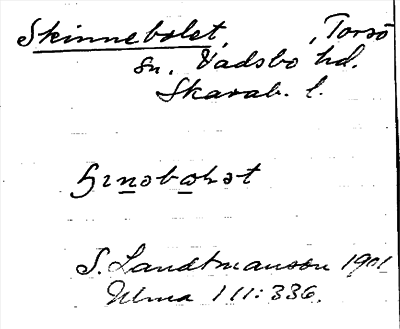 Skinnebolet, , Torsö
sn. Vadsbo hd.
Skarab. l.
S. Landtmanson 1901
Ulma 111:336.